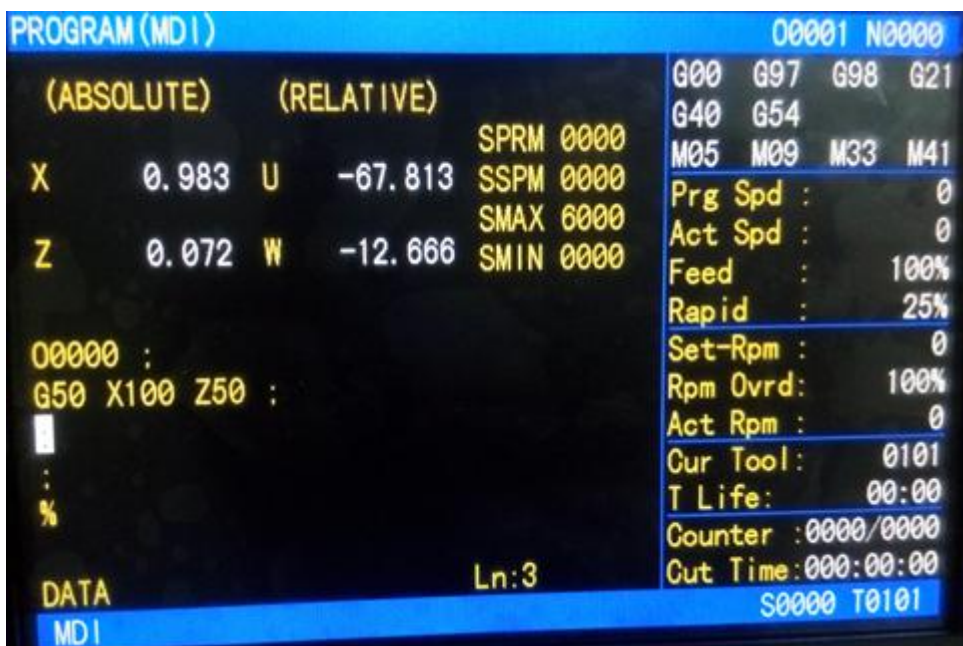 PROGRAM(MDI) O0001 N0000
(ABSOLUTE) (RELATIVE)
SPRM 0000
X 0.983 U -67.813 SSPM 0000
SMAX 6000
Z 0.072 W -12.666 SMIN 0000
O0000 ;
G50 X100 Z50 ;
;
;
%
DATA Ln:3
MDI
G00 G97 G98 G21
G40 G54
M05 M09 M33 M41
Prg Spd : 0
Act Spd : 0
Feed : 100%
Rapid : 25%
Set-Rpm : 0
Rpm Ovrd: 100%
Act Rpm : 0
Cur Tool: 0101
T Life: 00:00
Counter :0000/0000
Cut Time:000:00:00
S0000 T0101